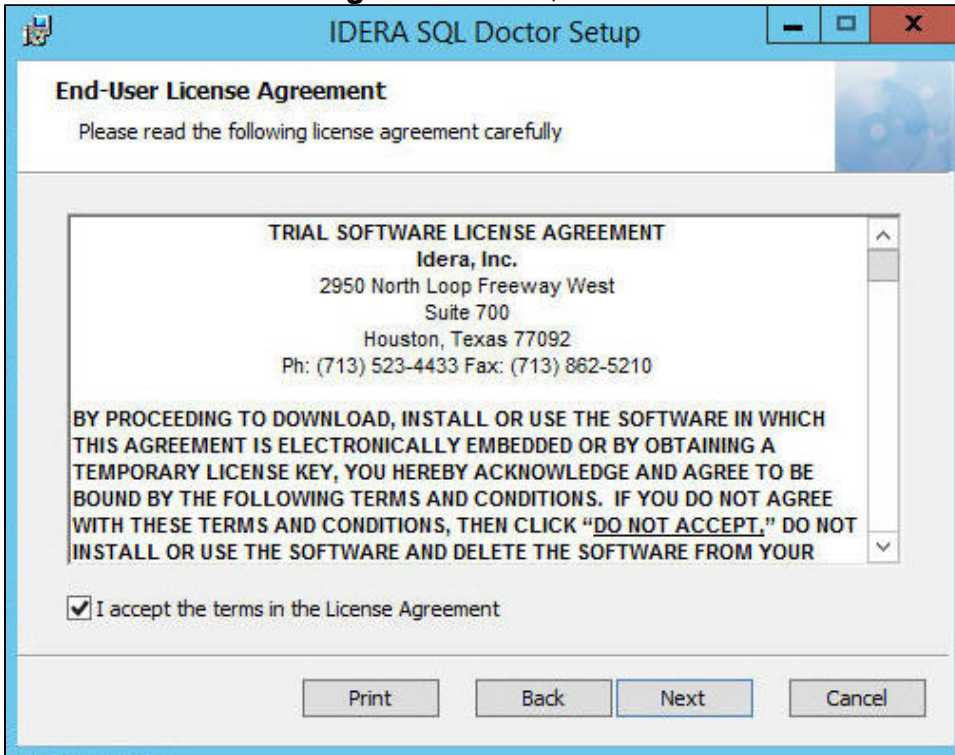 IDERA SQL Doctor Setup
End-User License Agreement
Please read the following license agreement carefully
TRIAL SOFTWARE LICENSE AGREEMENT
Idera, Inc.
2950 North Loop Freeway West
Suite 700
Houston, Texas 77092
Ph: (713) 523-4433 Fax: (713) 862-5210
BY PROCEEDING TO DOWNLOAD, INSTALL OR USE THE SOFTWARE IN WHICH
THIS AGREEMENT IS ELECTRONICALLY EMBEDDED OR BY OBTAINING A
TEMPORARY LICENSE KEY, YOU HEREBY ACKNOWLEDGE AND AGREE TO BE
BOUND BY THE FOLLOWING TERMS AND CONDITIONS.  IF YOU DO NOT AGREE
WITH THESE TERMS AND CONDITIONS, THEN CLICK “DO NOT ACCEPT,” DO NOT
INSTALL OR USE THE SOFTWARE AND DELETE THE SOFTWARE FROM YOUR
I accept the terms in the License Agreement
Print Back Next Cancel